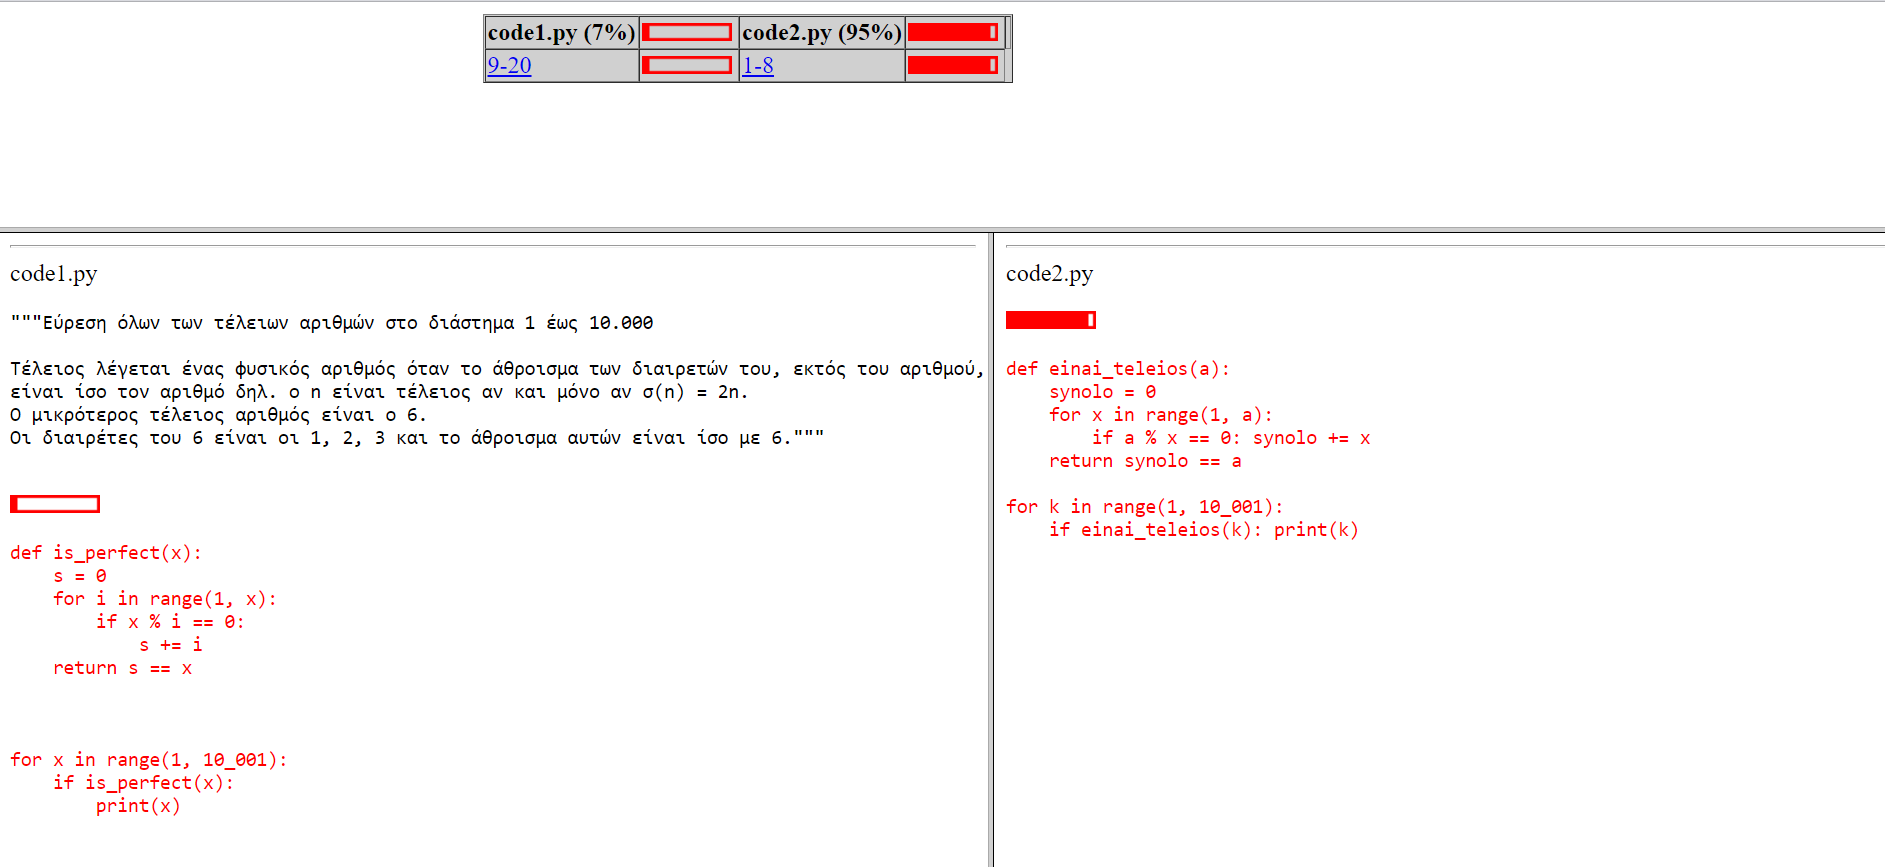 code1.py (7%) code2.py (95%)
9-20 1-8
code1.py
"""Εύρεση όλων των τέλειων αριθμών στο διάστημα 1 έως 10.000
Τέλειος λέγεται ένας φυσικός αριθμός όταν το άθροισμα των διαιρετών του, εκτός του αριθμού,
είναι ίσο τον αριθμό δηλ. ο n είναι τέλειος αν και μόνο αν σ(n) = 2n.
Ο μικρότερος τέλειος αριθμός είναι ο 6.
Οι διαιρέτες του 6 είναι οι 1, 2, 3 και το άθροισμα αυτών είναι ίσο με 6."""
def is_perfect(x):
    s = 0
    for i in range(1, x):
        if x % i == 0:
            s += i
    return s == x
for x in range(1, 10_001):
    if is_perfect(x):
        print(x)
code2.py
def einai_teleios(a):
    synolo = 0
    for x in range(1, a):
        if a % x == 0: synolo += x
    return synolo == a
for k in range(1, 10_001):
    if einai_teleios(k): print(k)